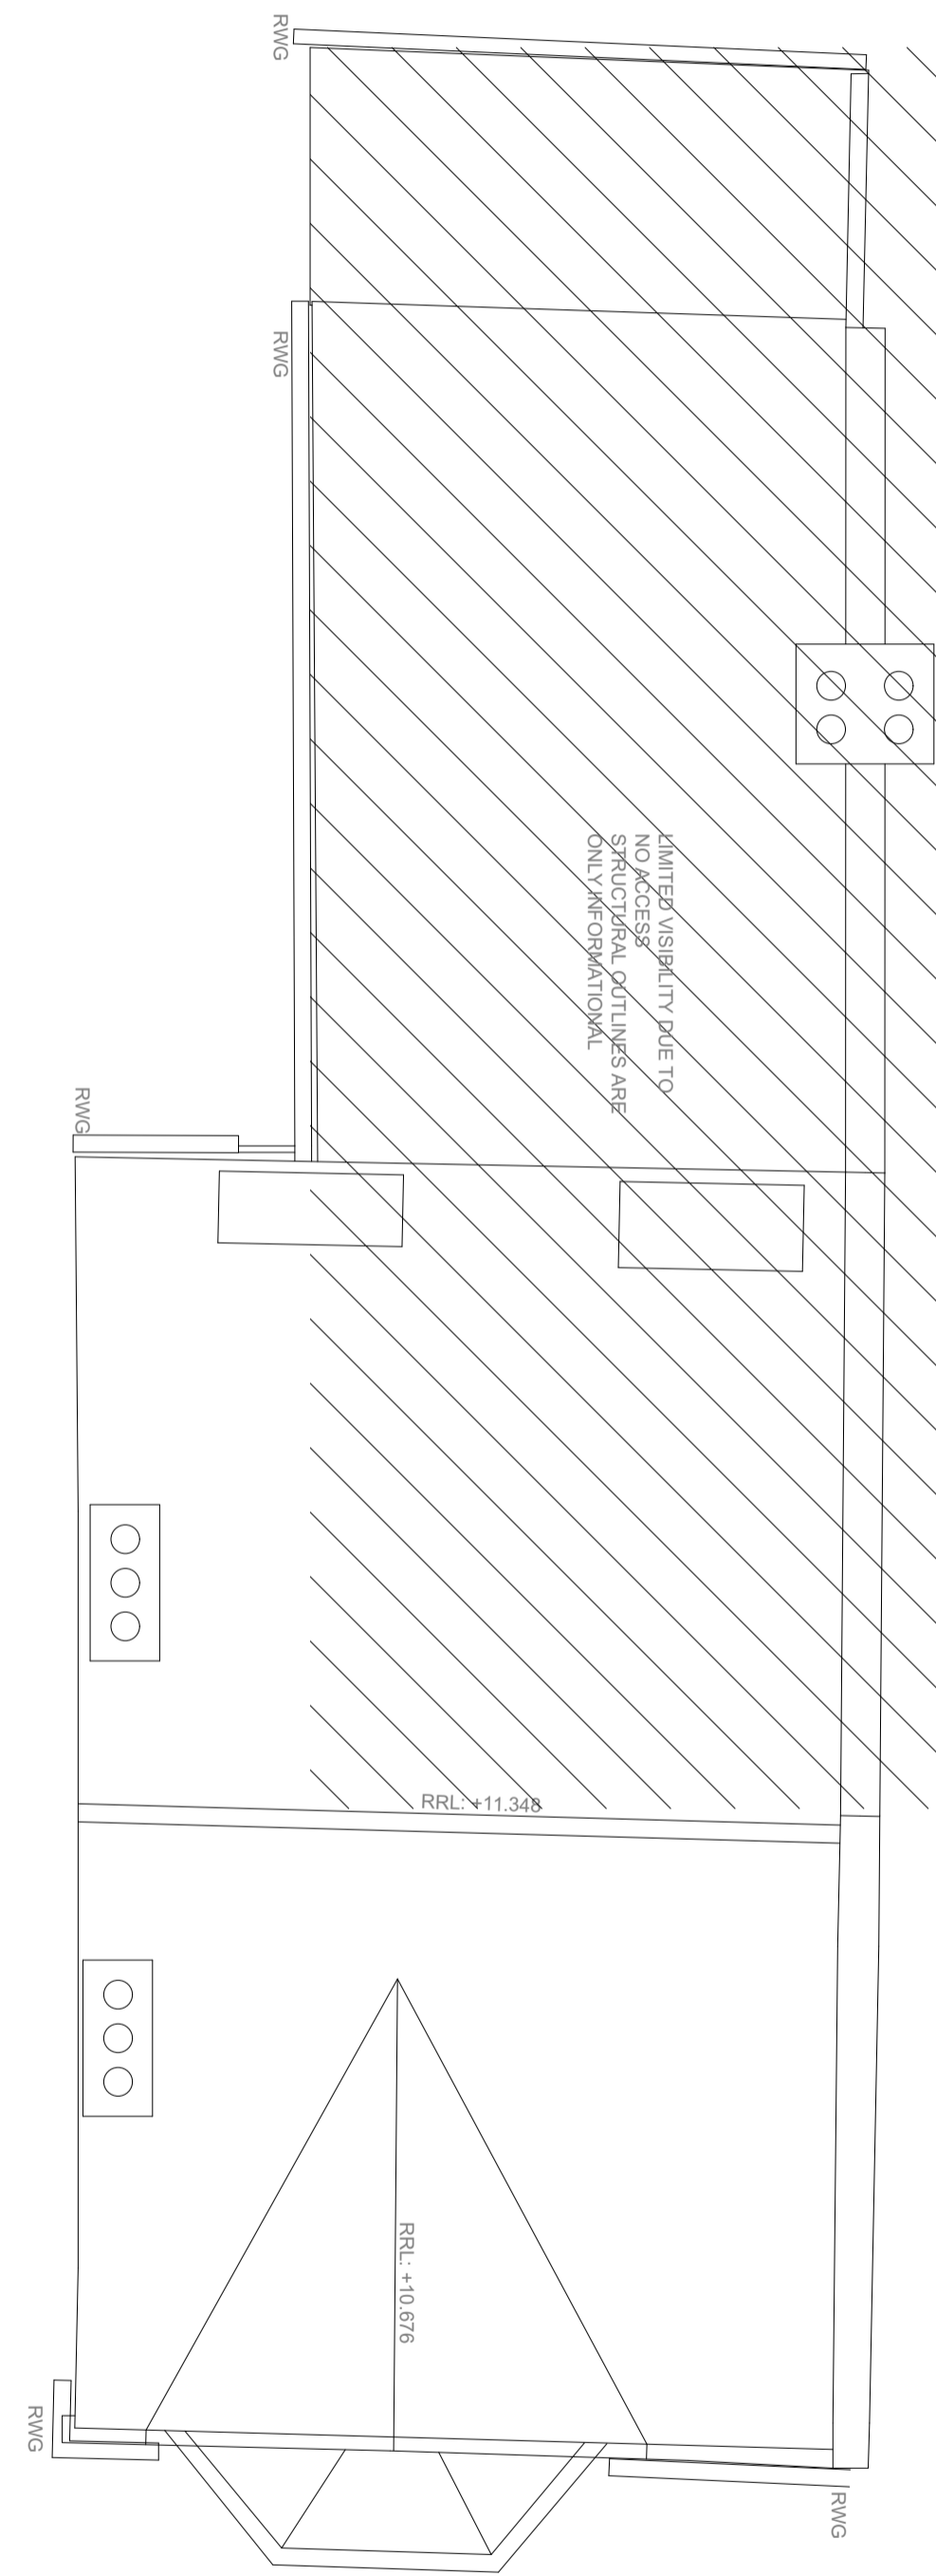 RWG
RWG
LIMITED VISIBILITY DUE TO
NO ACCESS
STRUCTURAL OUTLINES ARE
ONLY INFORMATIONAL
RWG
RRL: +11.348
RRL: +10.676
RWG
RWG